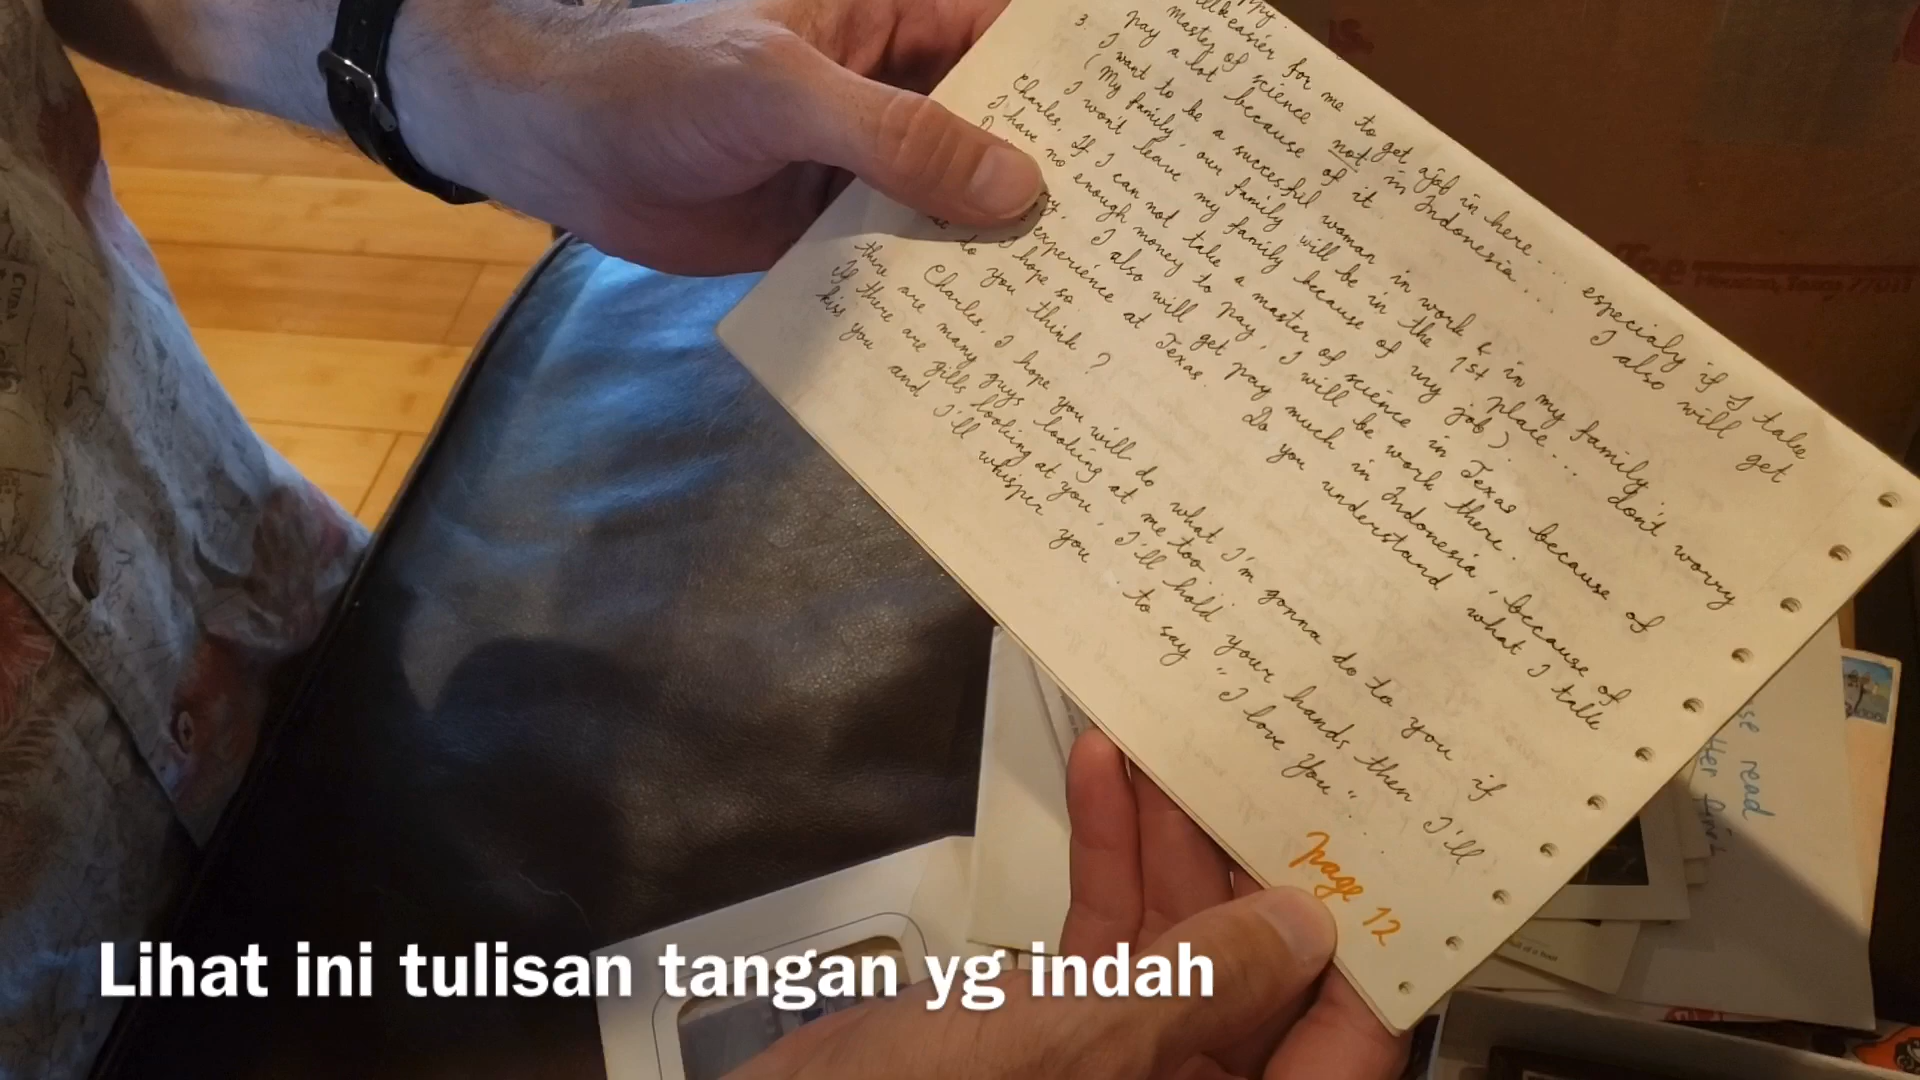 easier for me to get a job in here.... especialy if I take
Master of science not in Indonesia... I also will get
pay a lot because of it
3. I want to be a succesful woman in work & in my family.
(My family, our family will be in the 1st place... don't worry
I won't leave my family because of my job).
Charles, If I can not take a master of science in Texas because of
I have no enough money to pay, I will be work there.
I also will get pay much in Indonesia, because of
experience at Texas. Do you understand what I talk
I hope so
do you think ?
Charles, I hope you will do what I'm gonna do to you if
there are many guys looking at me too.
If there are gills looking at you, I'll hold your hands then I'll
kiss you and I'll whisper you to say "I love You"...
page 12
read
Her
Lihat ini tulisan tangan yg indah